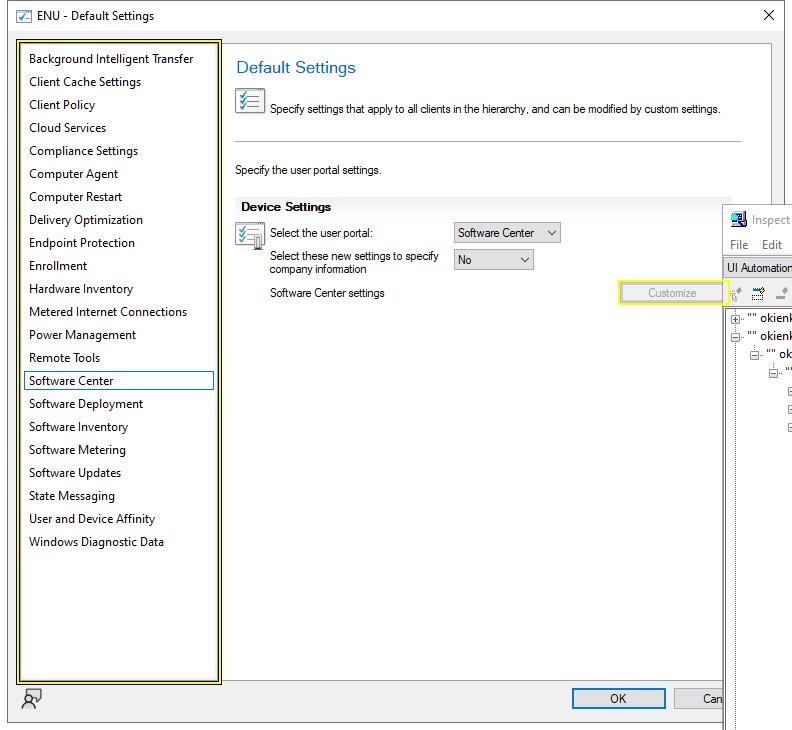 ENU - Default Settings
Background Intelligent Transfer
Client Cache Settings
Client Policy
Cloud Services
Compliance Settings
Computer Agent
Computer Restart
Delivery Optimization
Endpoint Protection
Enrollment
Hardware Inventory
Metered Internet Connections
Power Management
Remote Tools
Software Center
Software Deployment
Software Inventory
Software Metering
Software Updates
State Messaging
User and Device Affinity
Windows Diagnostic Data
Default Settings
Specify settings that apply to all clients in the hierarchy, and can be modified by custom settings.
Specify the user portal settings.
Device Settings
Select the user portal:
Software Center
Select these new settings to specify
company information
No
Software Center settings
Customize
OK
Can
Inspect
File Edit
UI Automation
"" okienk
"" okienk
"" ok
""